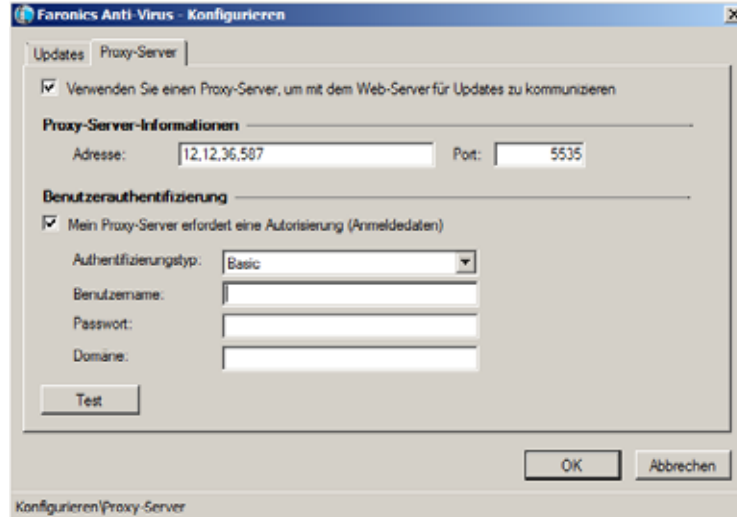 Faronics Anti-Virus - Konfigurieren
Updates Proxy-Server
Verwenden Sie einen Proxy-Server, um mit dem Web-Server für Updates zu kommunizieren
Proxy-Server-Informationen
Adresse: 12,12,36,587 Port: 5535
Benutzerauthentifizierung
Mein Proxy-Server erfordert eine Autorisierung (Anmeldedaten)
Authentifizierungstyp: Basic
Benutzername:
Passwort:
Domäne:
Test
OK Abbrechen
Konfigurieren\Proxy-Server